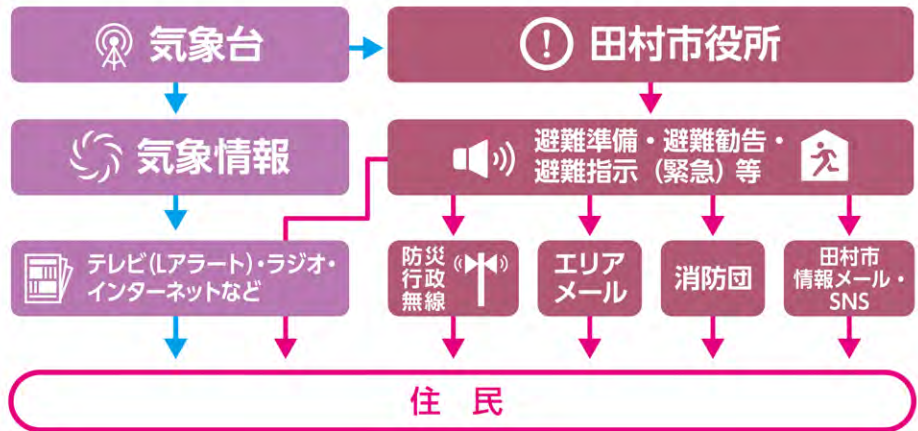 気象台
田村市役所
気象情報
避難準備・避難勧告・
避難指示（緊急）等
テレビ(Lアラート)・ラジオ・
インターネットなど
防災
行政
無線
エリア
メール
消防団
田村市
情報メール・
SNS
住 民